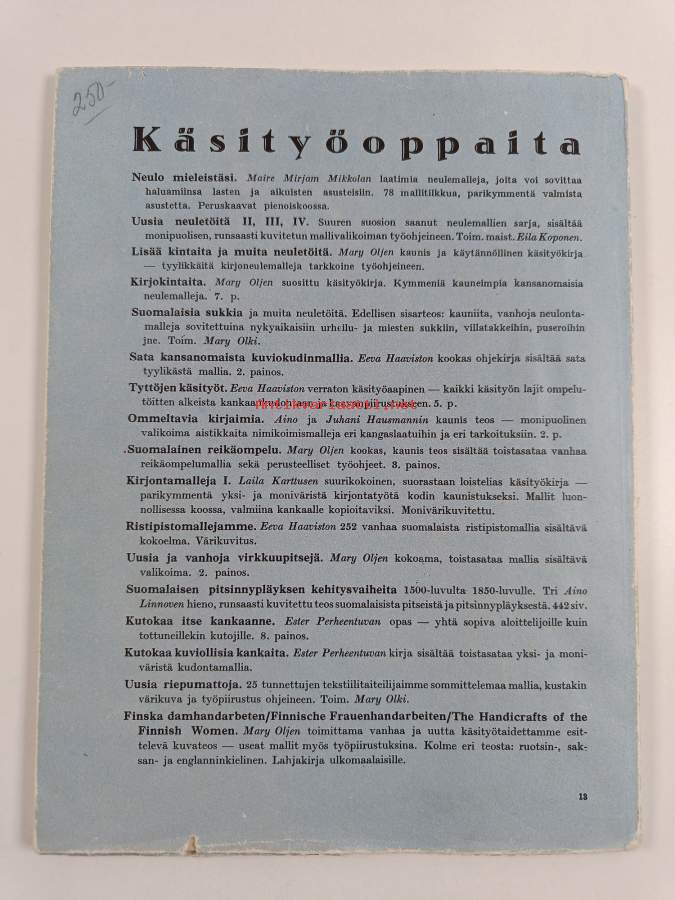 250-
Käsityöoppaita
Neulo mieleistäsi. Maire Mirjam Mikkolan laatimia neulemalleja, joita voi sovittaa
haluamiinsa lasten ja aikuisten asusteisiin. 78 mallitilkkua, parikymmentä valmista
asustetta. Peruskaavat pienoiskoossa.
Uusia neuletöitä II, III, IV. Suuren suosion saanut neulemallien sarja, sisältää
monipuolisen, runsaasti kuvitetun mallivalikoiman työohjeineen. Toim. maist. Eila Koponen.
Lisää kintaita ja muita neuletöitä. Mary Oljen kaunis ja käytännöllinen käsityökirja
— tyylikkäitä kirjoneulemalleja tarkkoine työohjeineen.
Kirjokintaita. Mary Oljen suosittu käsityökirja. Kymmeniä kauneimpia kansanomaisia
neulemalleja. 7. p.
Suomalaisia sukkia ja muita neuletöitä. Edellisen sisarteos: kauniita, vanhoja neulonta-
malleja sovitettuina nykyaikaisiin urheilu- ja miesten sukkiin, villatakkeihin, puseroihin
jne. Toim. Mary Olki.
Sata kansanomaista kuviokudinmallia. Eeva Haaviston kookas ohjekirja sisältää sata
tyylikästä mallia. 2. painos.
Tyttöjen käsityöt. Eeva Haaviston verraton käsityöaapinen — kaikki käsityön lajit ompelu-
töitten alkeista kankaankudontaan ja kaavapiirustukseen. 5. p.
Ommeltavia kirjaimia. Aino ja Juhani Hausmannin kaunis teos — monipuolinen
valikoima aistikkaita nimikoimismalleja eri kangaslaatuihin ja eri tarkoituksiin. 2. p.
Suomalainen reikäompelu. Mary Oljen kookas, kaunis teos sisältää toistasataa vanhaa
reikäompelumallia sekä perusteelliset työohjeet. 3. painos.
Kirjontamalleja I. Laila Karttusen suurikokoinen, suorastaan loistelias käsityökirja —
parikymmentä yksi- ja moniväristä kirjontatyötä kodin kaunistukseksi. Mallit luon-
nollisessa koossa, valmiina kankaalle kopioitaviksi. Monivärikuvitettu.
Ristipistomallejamme. Eeva Haaviston 252 vanhaa suomalaista ristipistomallia sisältävä
kokoelma. Värikuvitus.
Uusia ja vanhoja virkkuupitsejä. Mary Oljen kokoama, toistasataa mallia sisältävä
valikoima. 2. painos.
Suomalaisen pitsinnypläyksen kehitysvaiheita 1500-luvulta 1850-luvulle. Tri Aino
Linnoven hieno, runsaasti kuvitettu teos suomalaisista pitseistä ja pitsinnypläyksestä. 442 siv.
Kutokaa itse kankaanne. Ester Perheentuvan opas — yhtä sopiva aloittelijoille kuin
tottuneillekin kutojille. 8. painos.
Kutokaa kuviollisia kankaita. Ester Perheentuvan kirja sisältää toistasataa yksi- ja moni-
väristä kudontamallia.
Uusia riepumattoja. 25 tunnettujen tekstiilitaiteilijaimme sommittelemaa mallia, kustakin
värikuva ja työpiirustus ohjeineen. Toim. Mary Olki.
Finska damhandarbeten/Finnische Frauenhandarbeiten/The Handicrafts of the
Finnish Women. Mary Oljen toimittama vanhaa ja uutta käsityötaidettamme esit-
televä kuvateos — useat mallit myös työpiirustuksina. Kolme eri teosta: ruotsin-, sak-
san- ja englanninkielinen. Lahjakirja ulkomaalaisille.
13